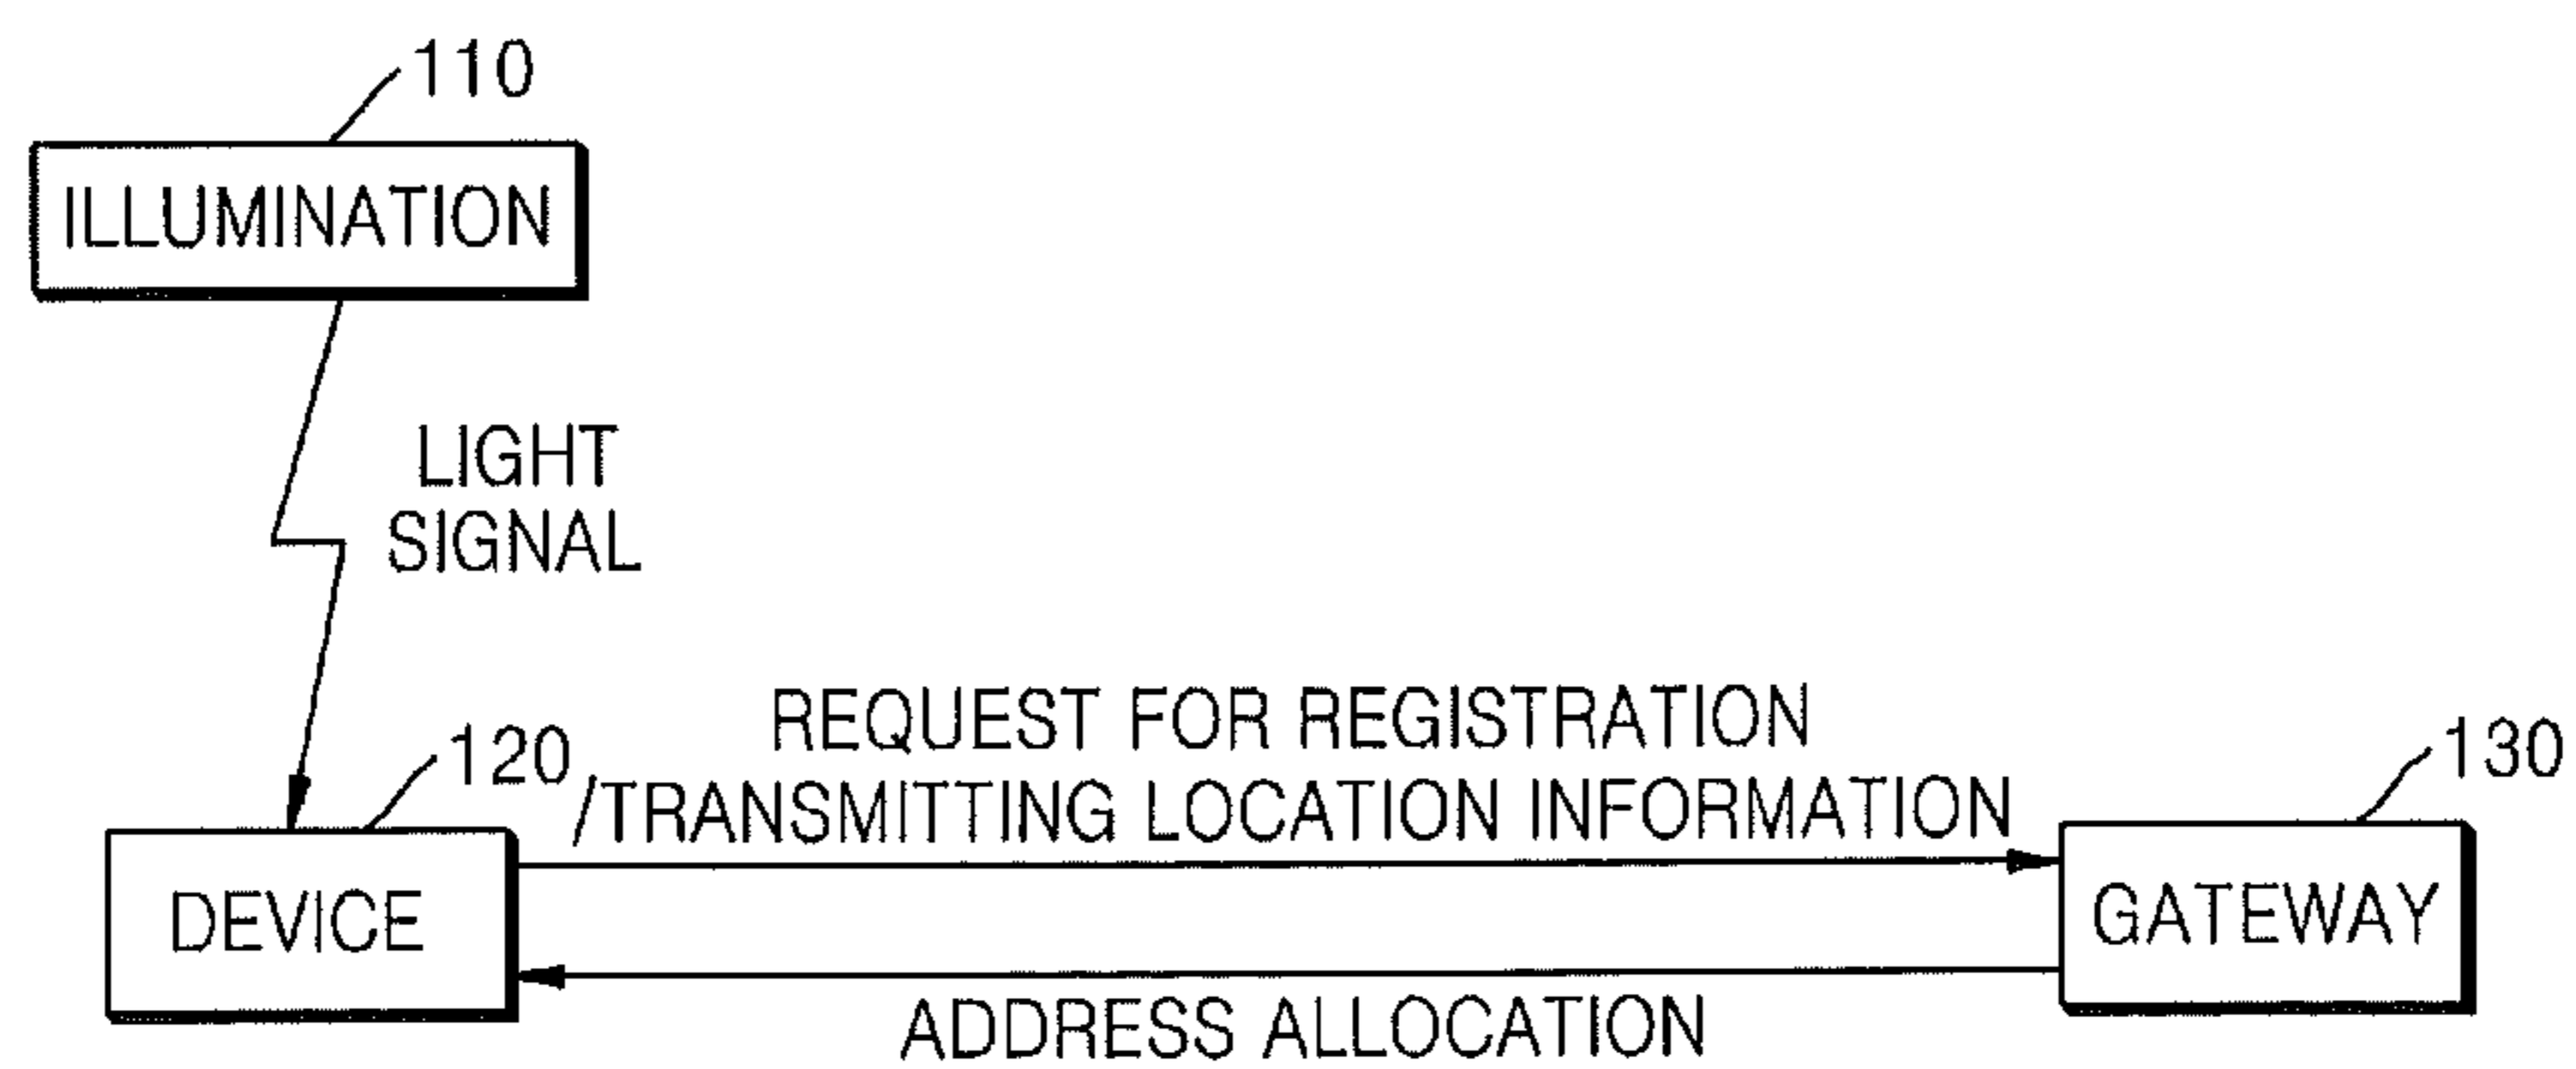 110
ILLUMINATION
LIGHT
SIGNAL
120
REQUEST FOR REGISTRATION
/TRANSMITTING LOCATION INFORMATION
130
DEVICE
GATEWAY
ADDRESS ALLOCATION